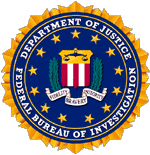 DEPARTMENT OF JUSTICE
FEDERAL BUREAU OF INVESTIGATION
FIDELITY BRAVERY INTEGRITY